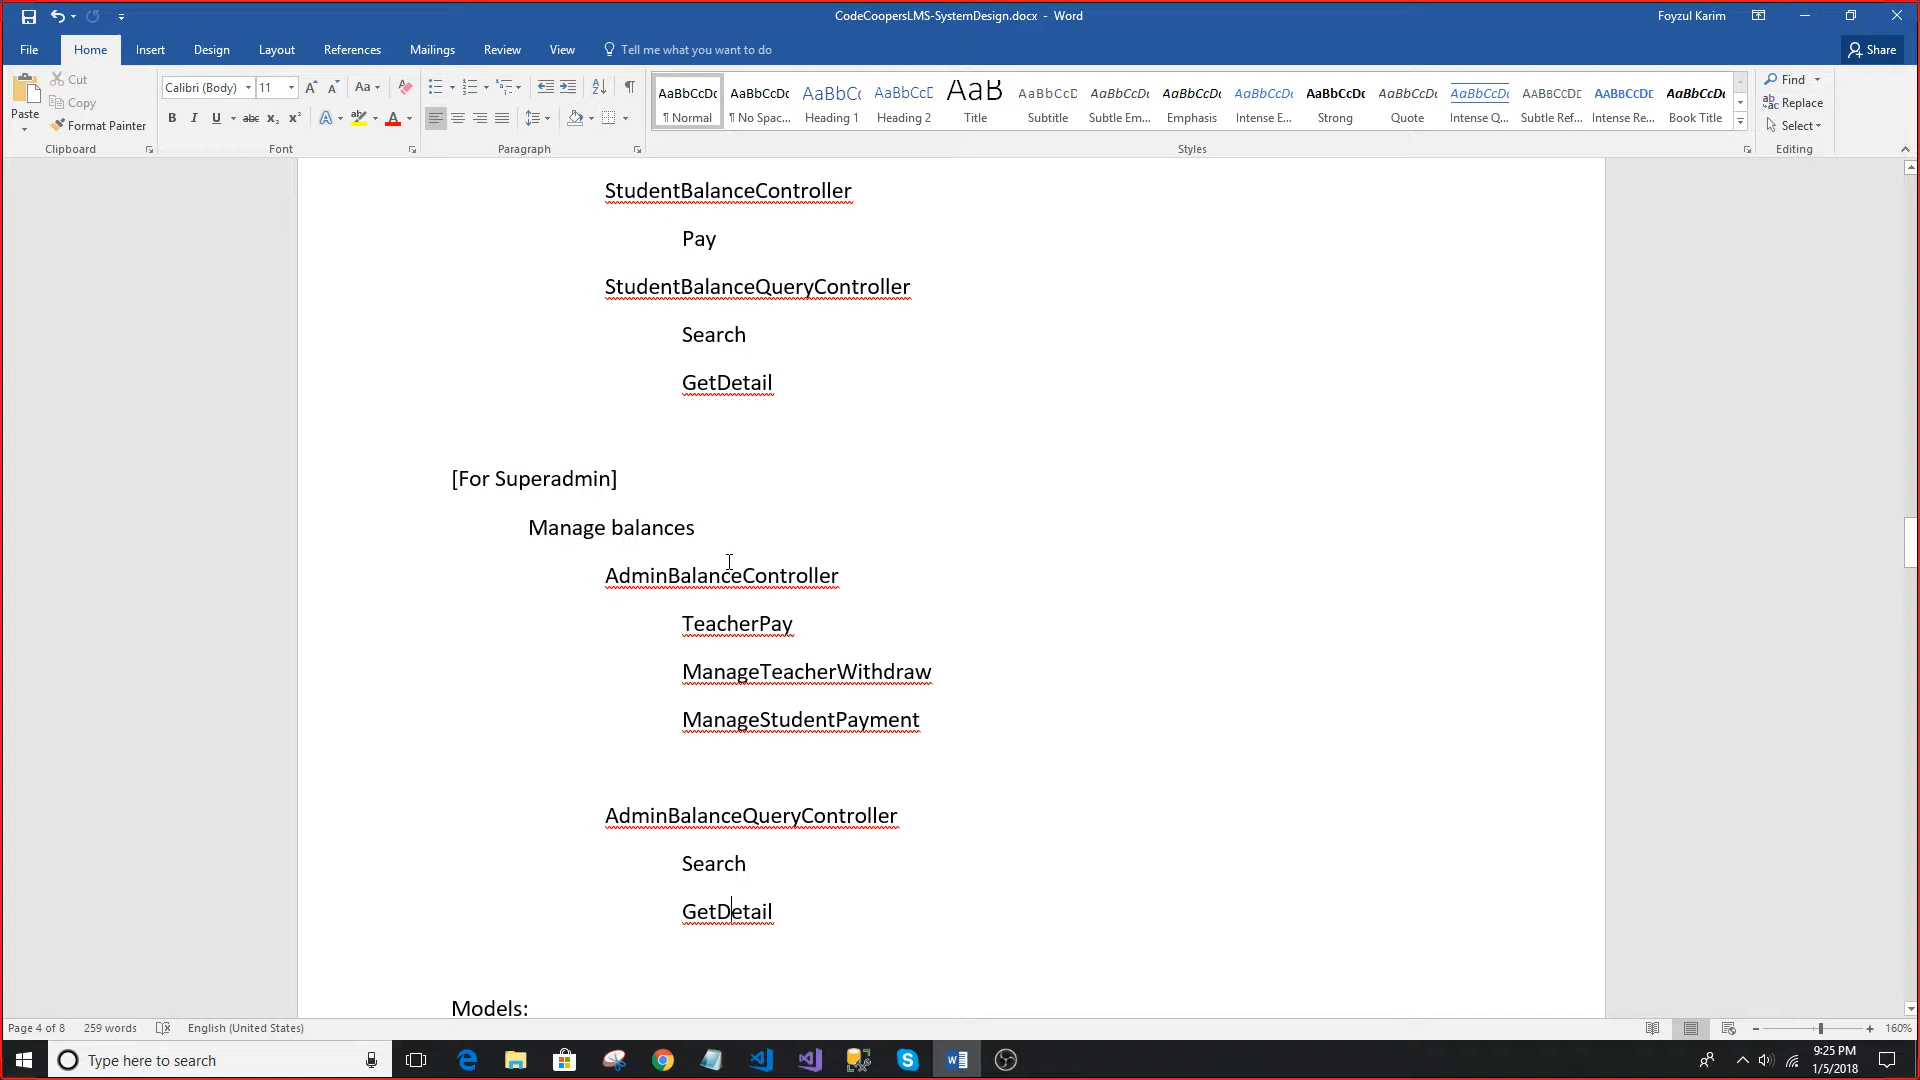 CodeCoopersLMS-SystemDesign.docx - Word
Foyzul Karim
File Home Insert Design Layout References Mailings Review View Tell me what you want to do
Share
Paste
Cut
Copy
Format Painter
Clipboard
Calibri (Body) 11
Font
Paragraph
AaBbCcDc AaBbCcDc AaBbCc AaBbCcD AaB AaBbCcD AaBbCcDc AaBbCcDc AaBbCcDc AaBbCcDc AaBbCcDc AaBbCcDc AABBCCDD AABBCCDD AaBbCcDc
¶ Normal ¶ No Spac... Heading 1 Heading 2 Title Subtitle Subtle Em... Emphasis Intense E... Strong Quote Intense Q... Subtle Ref... Intense Re... Book Title
Styles
Find
Replace
Select
Editing
StudentBalanceController
Pay
StudentBalanceQueryController
Search
GetDetail
[For Superadmin]
Manage balances
AdminBalanceController
TeacherPay
ManageTeacherWithdraw
ManageStudentPayment
AdminBalanceQueryController
Search
GetDetail
Models:
Page 4 of 8 259 words English (United States)
160%
Type here to search
9:25 PM
1/5/2018